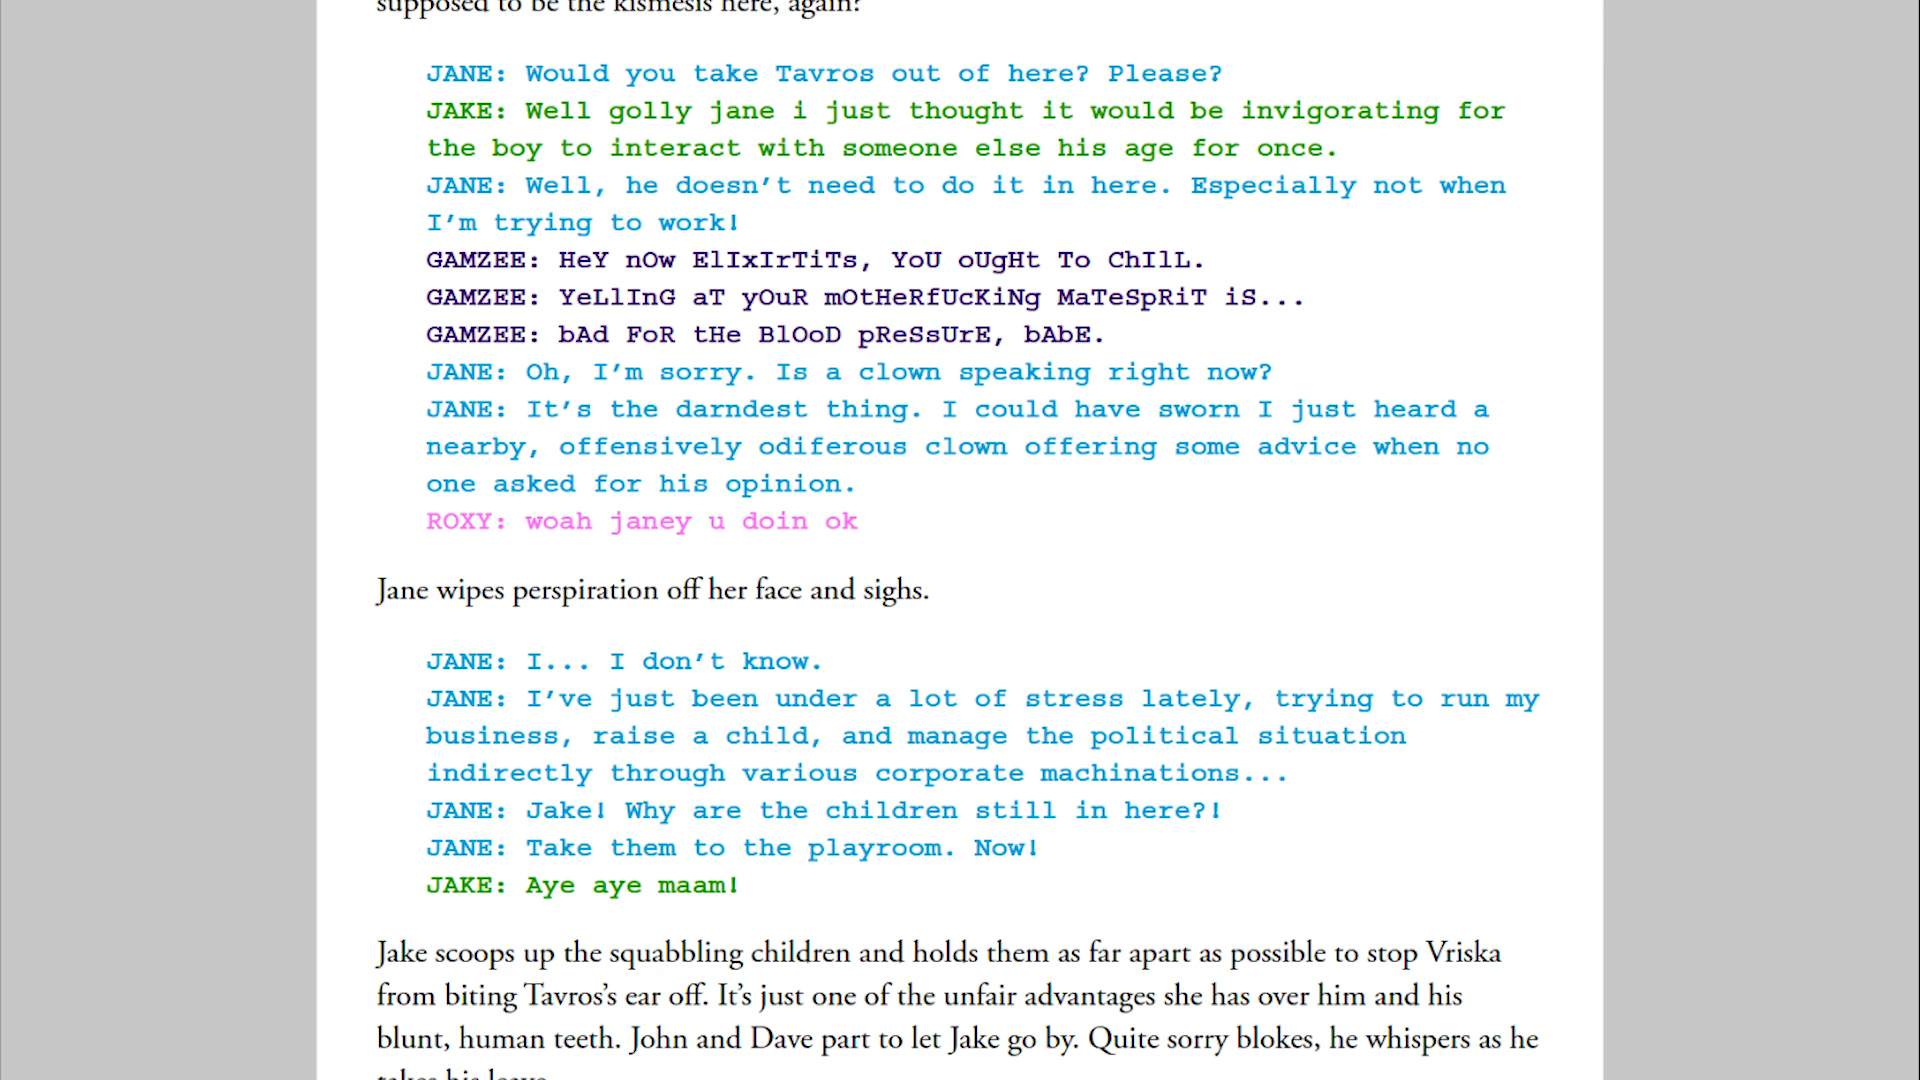 supposed to be the kismesis here, again?
JANE: Would you take Tavros out of here? Please?
JAKE: Well golly jane i just thought it would be invigorating for
the boy to interact with someone else his age for once.
JANE: Well, he doesn’t need to do it in here. Especially not when
I’m trying to work!
GAMZEE: HeY nOw ElIxIrTiTs, YoU oUgHt To ChIlL.
GAMZEE: YeLlInG aT yOuR mOtHeRfUcKiNg MaTeSpRiT iS...
GAMZEE: bAd FoR tHe BlOoD pReSsUrE, bAbE.
JANE: Oh, I’m sorry. Is a clown speaking right now?
JANE: It’s the darndest thing. I could have sworn I just heard a
nearby, offensively odiferous clown offering some advice when no
one asked for his opinion.
ROXY: woah janey u doin ok
Jane wipes perspiration off her face and sighs.
JANE: I... I don’t know.
JANE: I’ve just been under a lot of stress lately, trying to run my
business, raise a child, and manage the political situation
indirectly through various corporate machinations...
JANE: Jake! Why are the children still in here?!
JANE: Take them to the playroom. Now!
JAKE: Aye aye maam!
Jake scoops up the squabbling children and holds them as far apart as possible to stop Vriska
from biting Tavros’s ear off. It’s just one of the unfair advantages she has over him and his
blunt, human teeth. John and Dave part to let Jake go by. Quite sorry blokes, he whispers as he
takes his leave.